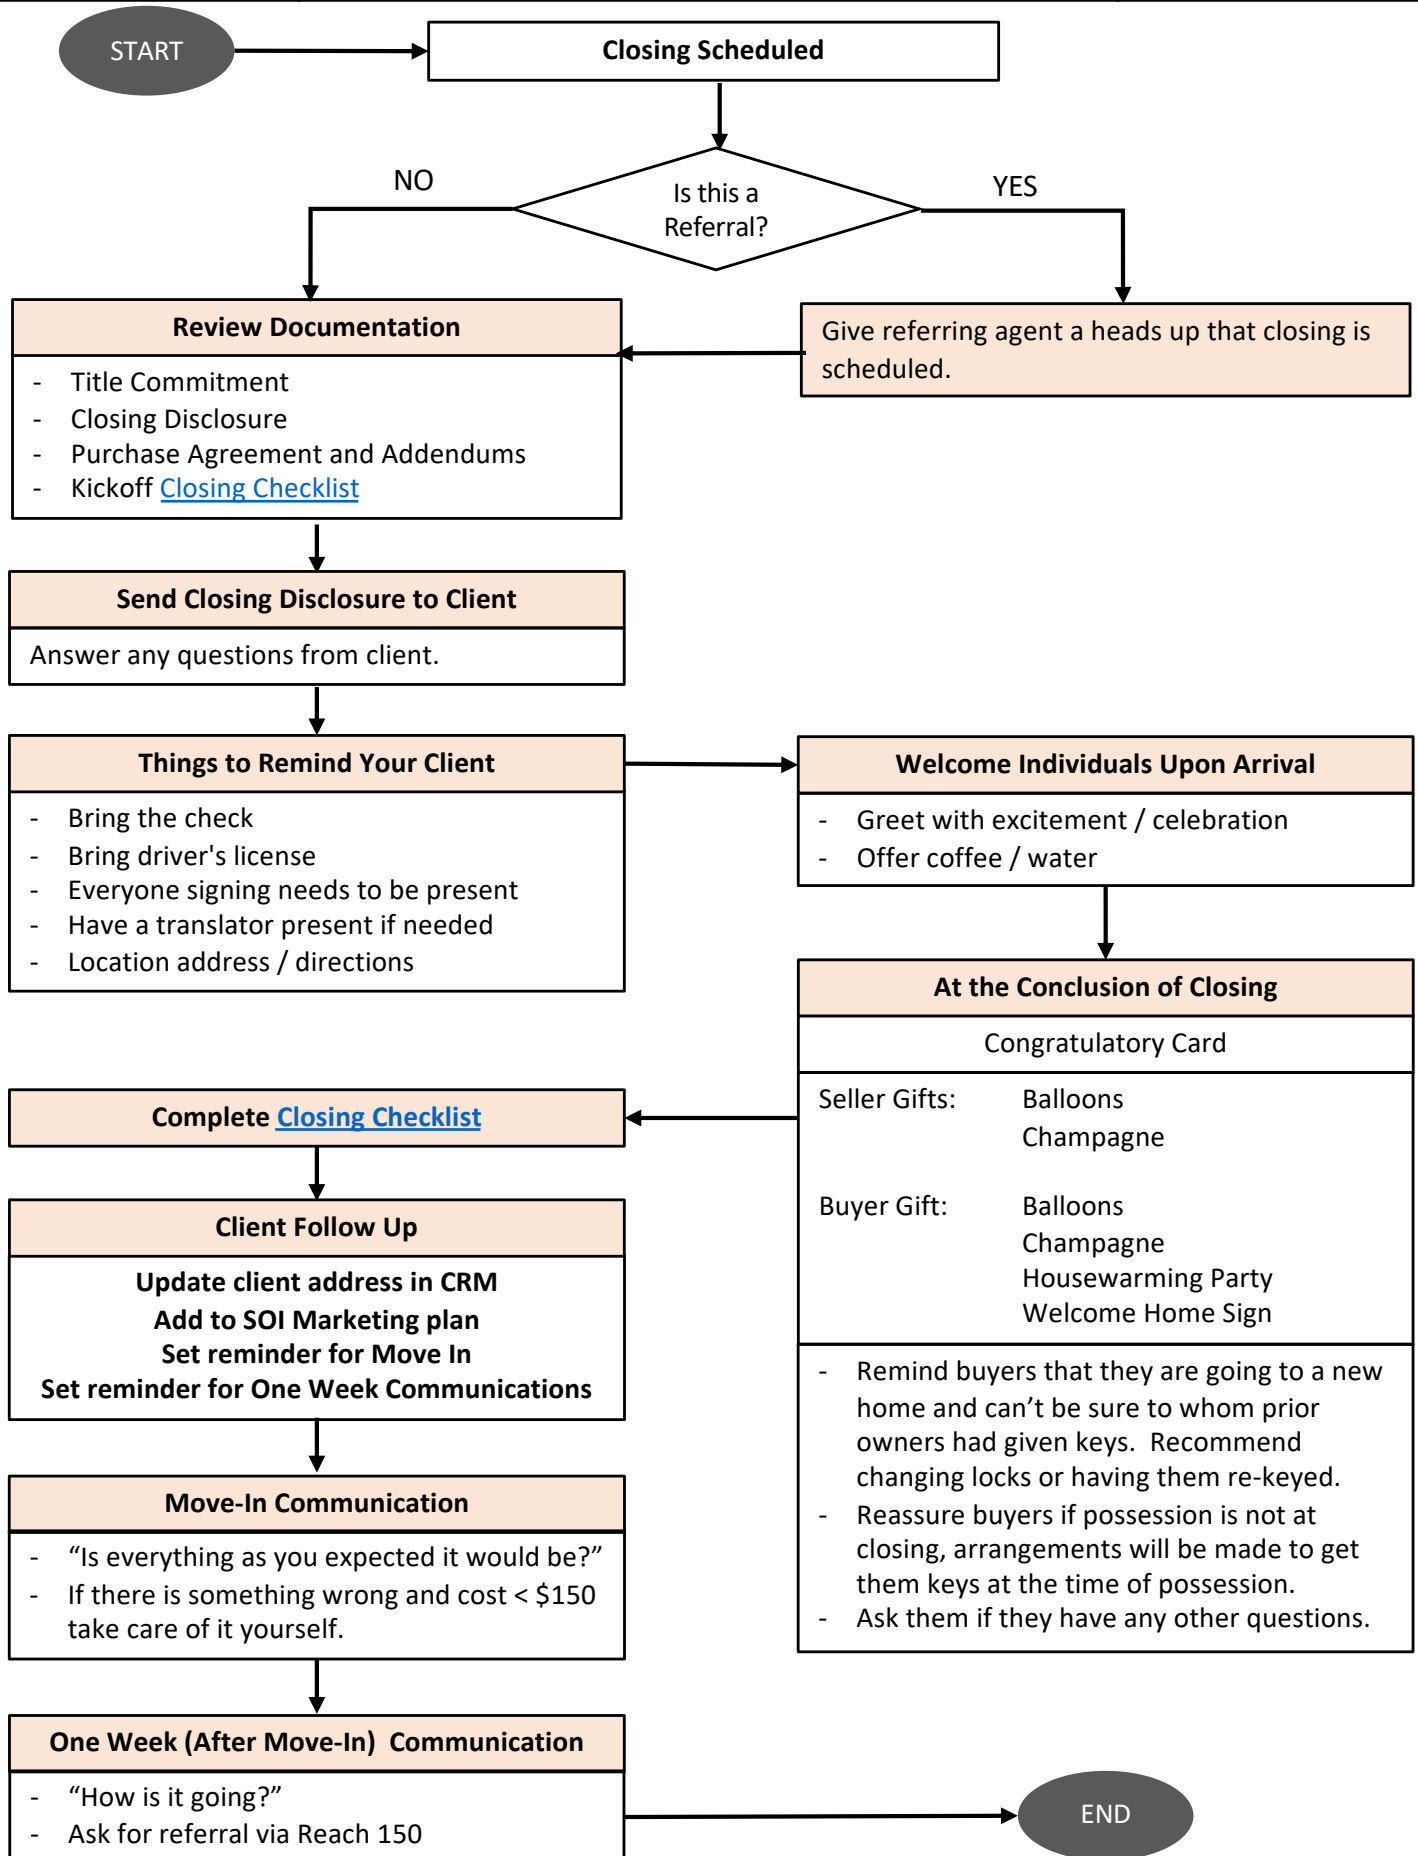 START
Closing Scheduled
NO
Is this a
Referral?
YES
Review Documentation
- Title Commitment
- Closing Disclosure
- Purchase Agreement and Addendums
- Kickoff Closing Checklist
Give referring agent a heads up that closing is
scheduled.
Send Closing Disclosure to Client
Answer any questions from client.
Things to Remind Your Client
- Bring the check
- Bring driver's license
- Everyone signing needs to be present
- Have a translator present if needed
- Location address / directions
Welcome Individuals Upon Arrival
- Greet with excitement / celebration
- Offer coffee / water
At the Conclusion of Closing
Congratulatory Card
Seller Gifts: Balloons
Champagne
Buyer Gift: Balloons
Champagne
Housewarming Party
Welcome Home Sign
- Remind buyers that they are going to a new
home and can’t be sure to whom prior
owners had given keys.  Recommend
changing locks or having them re-keyed.
- Reassure buyers if possession is not at
closing, arrangements will be made to get
them keys at the time of possession.
- Ask them if they have any other questions.
Complete Closing Checklist
Client Follow Up
Update client address in CRM
Add to SOI Marketing plan
Set reminder for Move In
Set reminder for One Week Communications
Move-In Communication
- “Is everything as you expected it would be?”
- If there is something wrong and cost < $150
take care of it yourself.
One Week (After Move-In)  Communication
- “How is it going?”
- Ask for referral via Reach 150
END